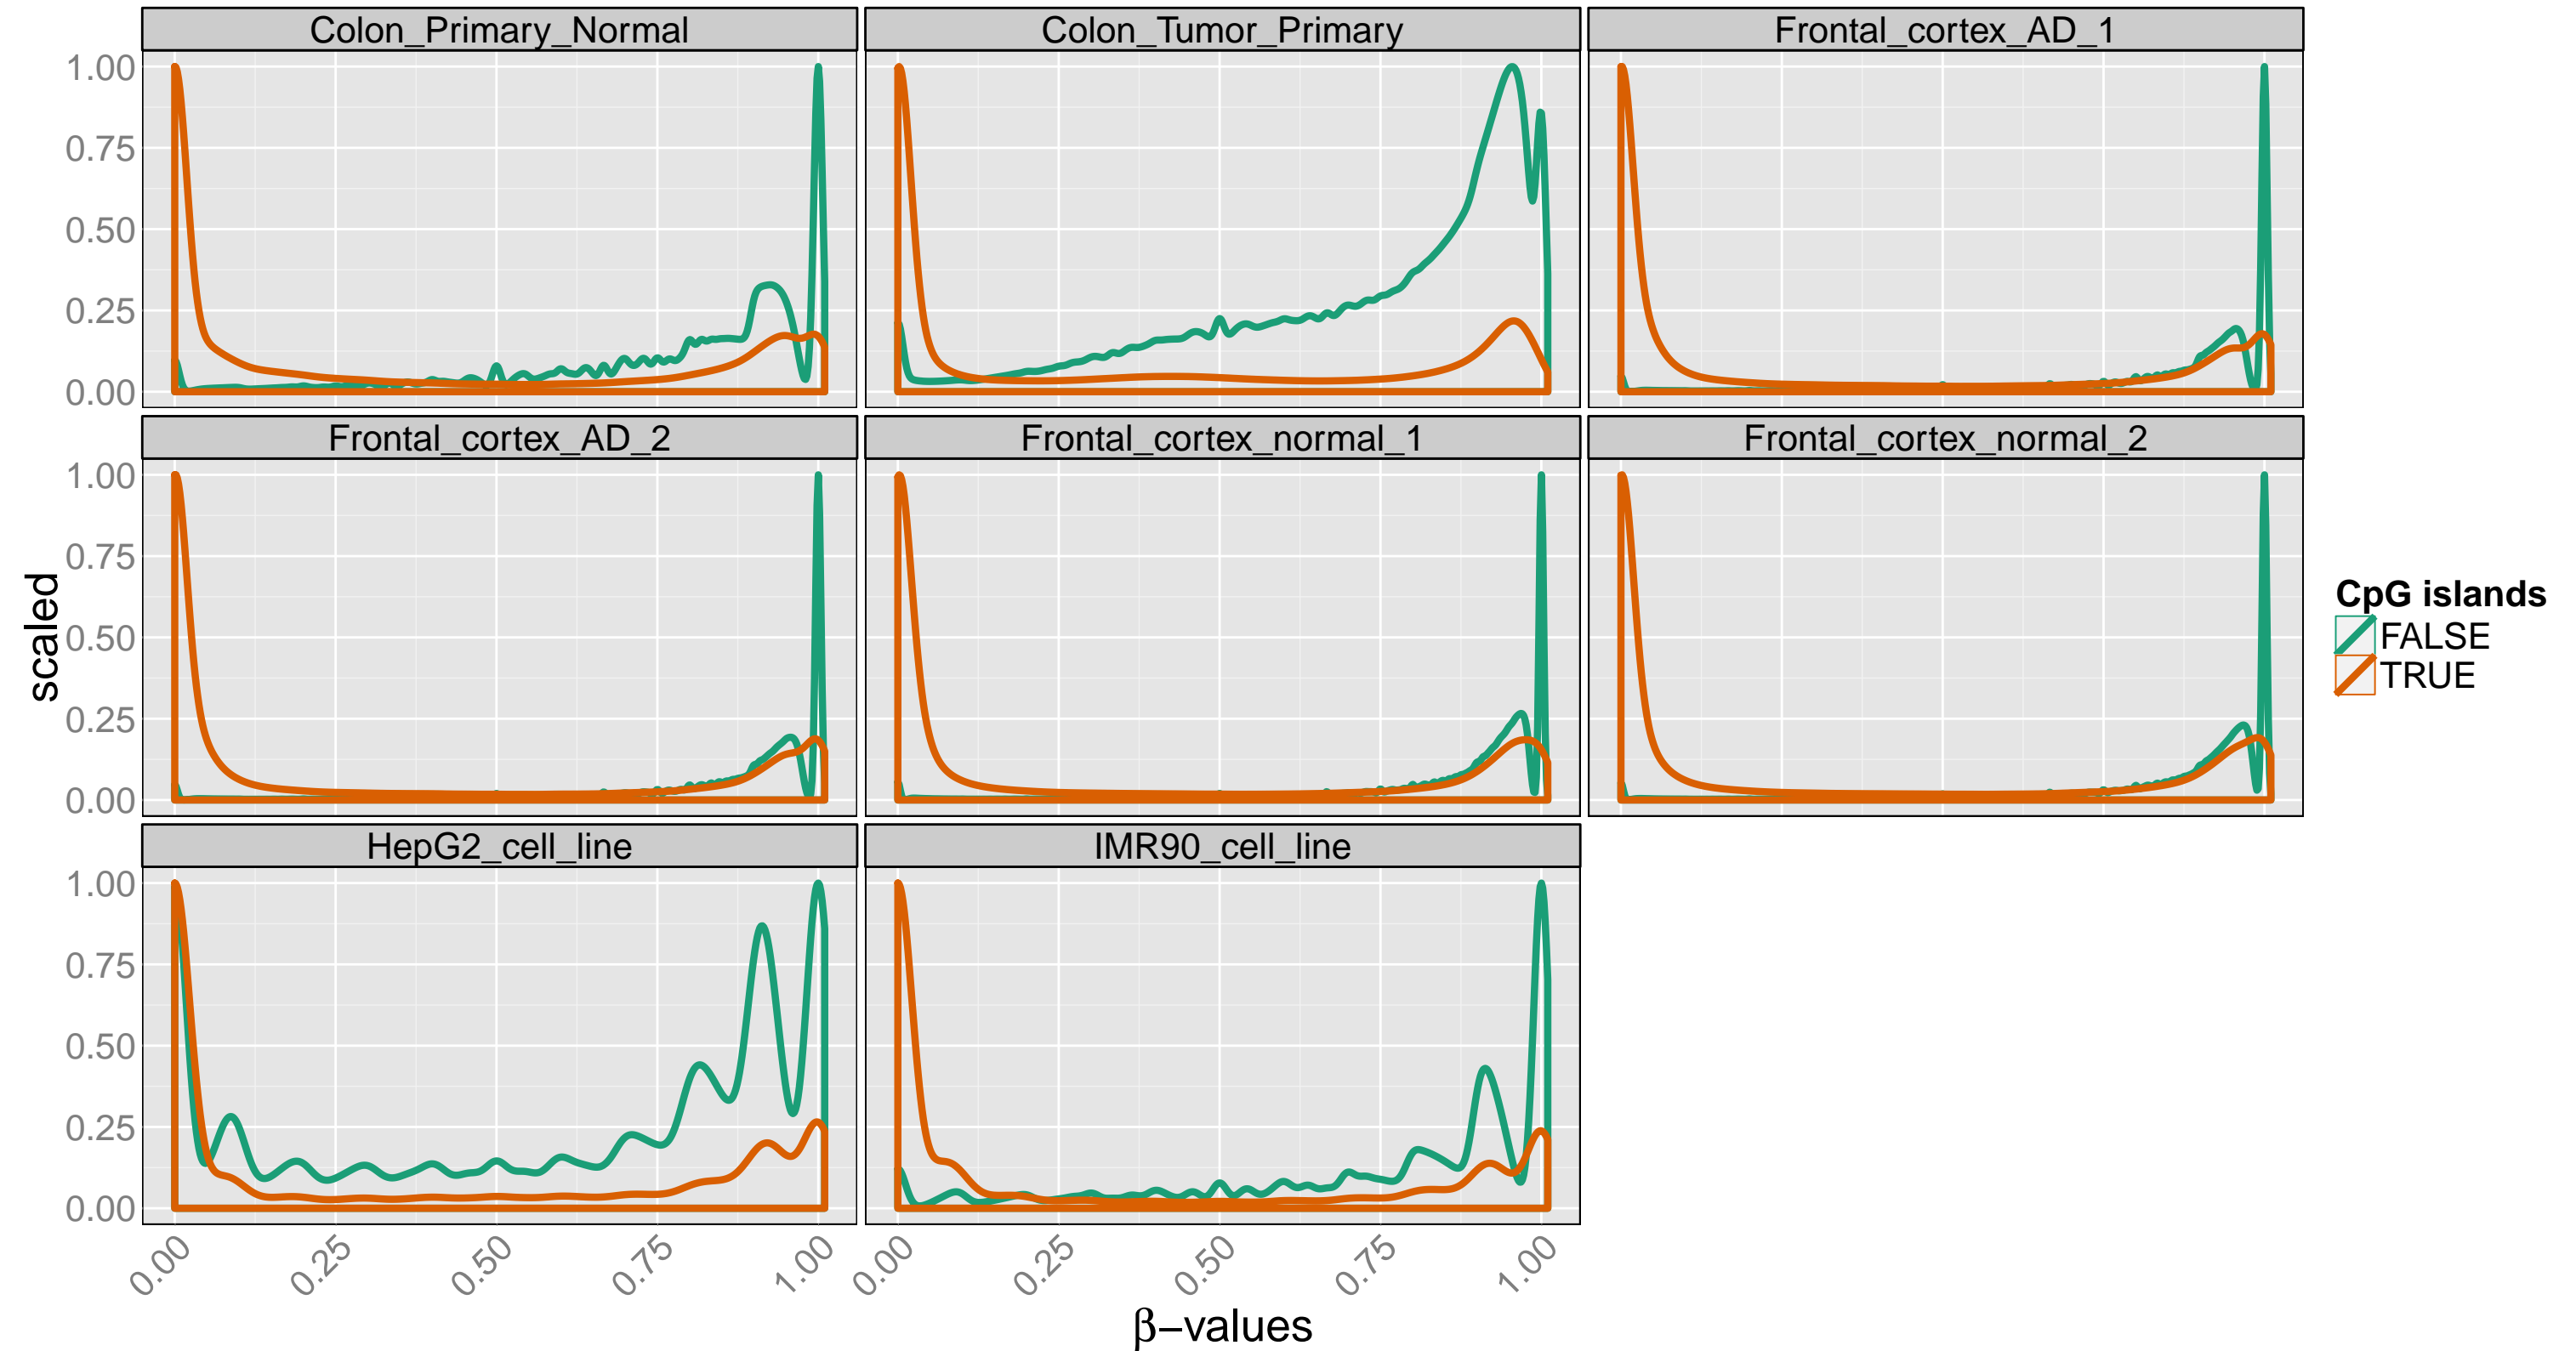 Colon_Primary_Normal
Colon_Tumor_Primary
Frontal_cortex_AD_1
1.00
0.75
0.50
0.25
0.00
Frontal_cortex_AD_2
Frontal_cortex_normal_1
Frontal_cortex_normal_2
1.00
0.75
0.50
0.25
0.00
scaled
CpG islands
FALSE
TRUE
HepG2_cell_line
IMR90_cell_line
1.00
0.75
0.50
0.25
0.00
0.00 0.25 0.50 0.75 1.00
0.00 0.25 0.50 0.75 1.00
β−values